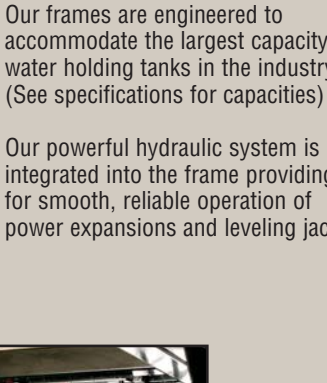 Our frames are engineered to
accommodate the largest capacity
water holding tanks in the industry
(See specifications for capacities)
Our powerful hydraulic system is
integrated into the frame providing
for smooth, reliable operation of
power expansions and leveling jac